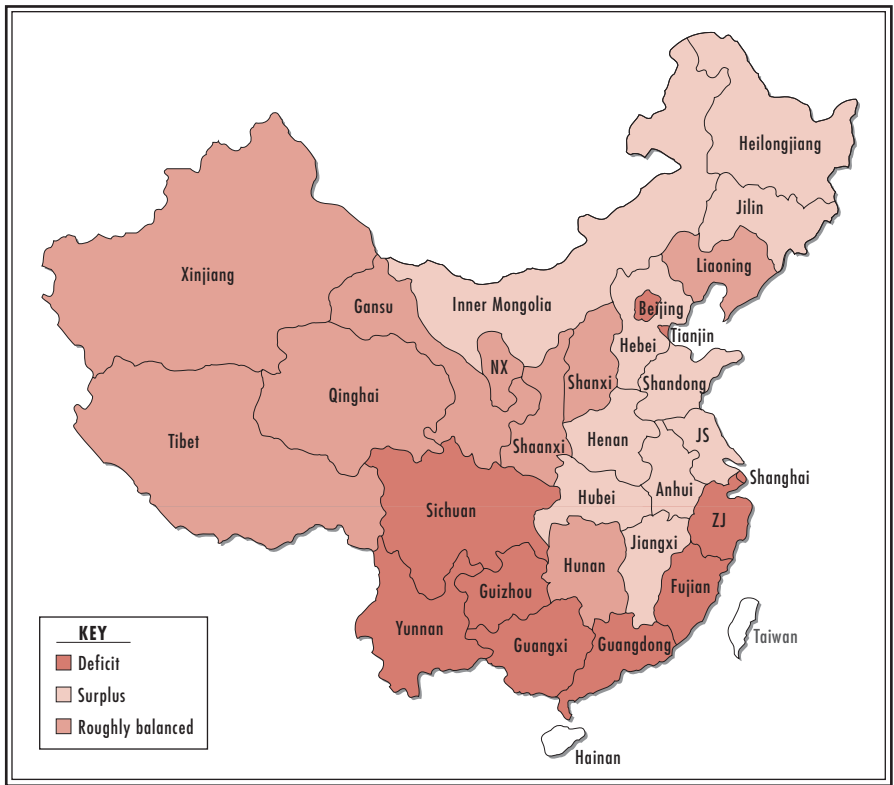 Heilongjiang
Jilin
Xinjiang
Liaoning
Gansu
Inner Mongolia
Beijing
Tianjin
Hebei
NX
Shanxi
Shandong
Qinghai
Tibet
Shaanxi
Henan
JS
Shanghai
Anhui
Hubei
Sichuan
ZJ
Jiangxi
Hunan
Guizhou
Fujian
Yunnan
Guangxi
Guangdong
Taiwan
Hainan
KEY
Deficit
Surplus
Roughly balanced